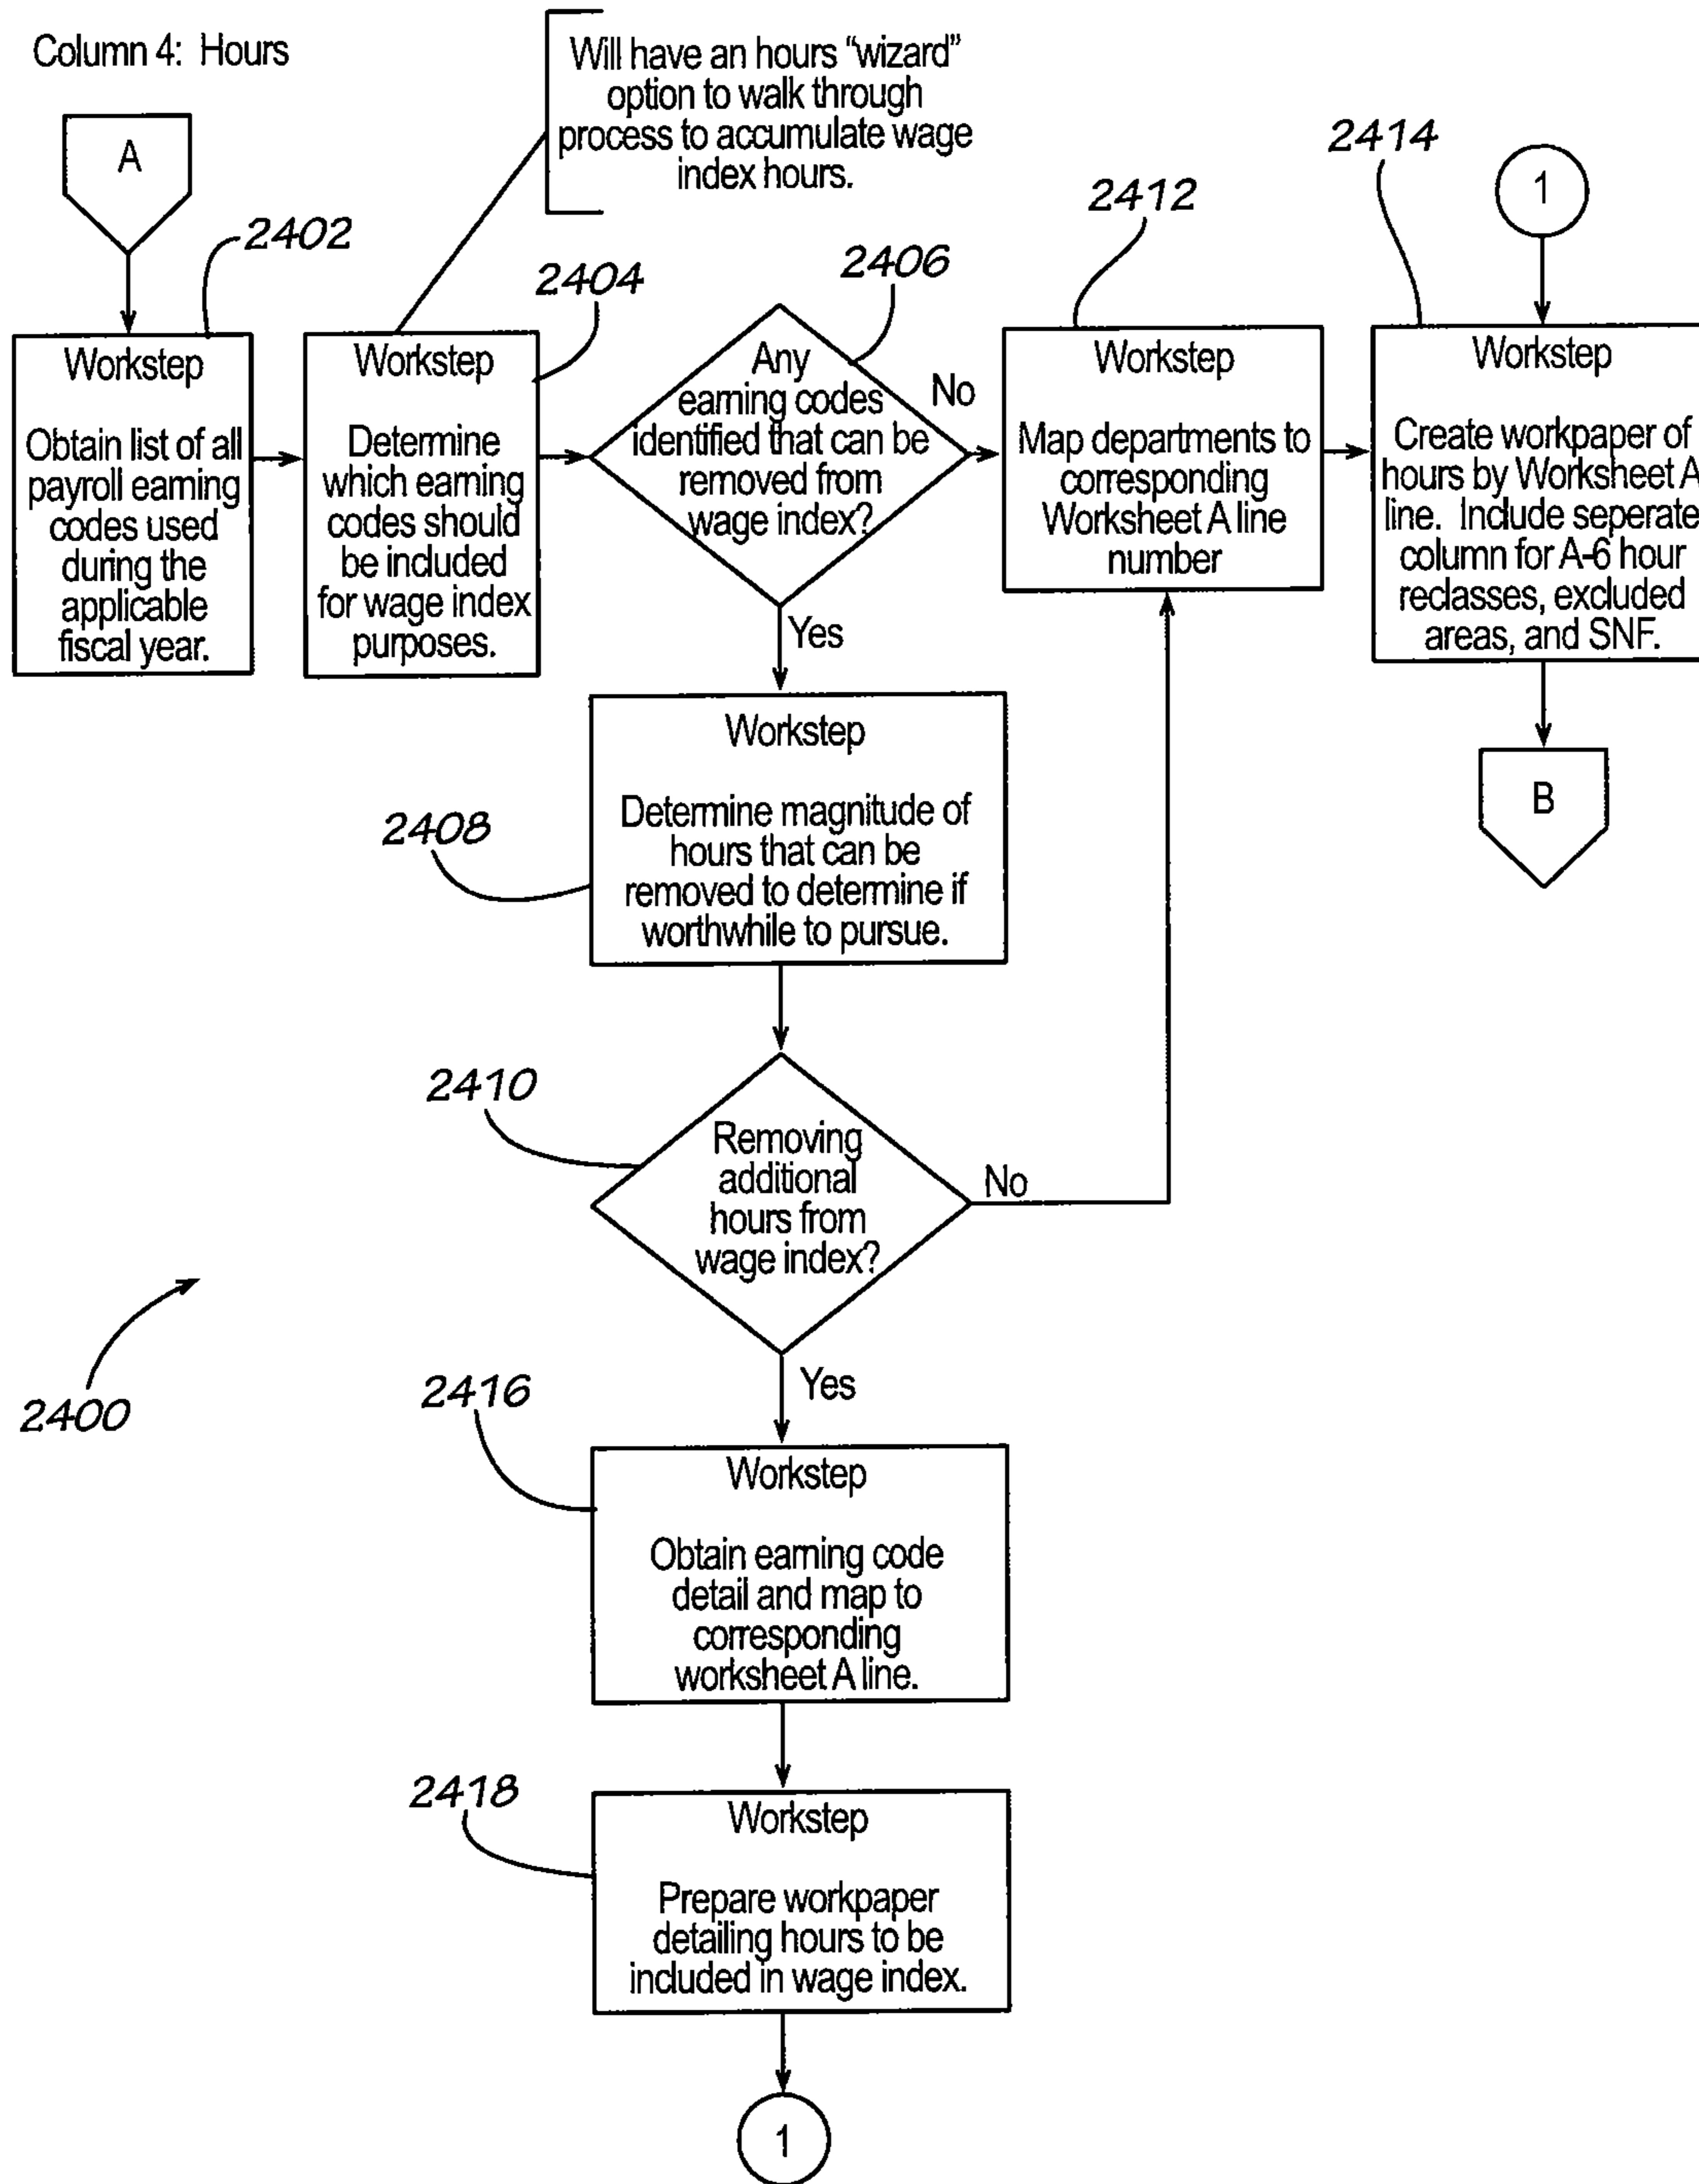 Column 4: Hours
Will have an hours “wizard”
option to walk through
process to accumulate wage
index hours.
A
2402
2404
2406
2412
2414
1
Workstep
Obtain list of all
payroll earning
codes used
during the
applicable
fiscal year.
Workstep
Determine
which earning
codes should
be included
for wage index
purposes.
Any
earning codes
identified that can be
removed from
wage index?
No
Yes
Workstep
Map departments to
corresponding
Worksheet A line
number
Workstep
Create workpaper of
hours by Worksheet A
line. Include seperate
column for A-6 hour
reclasses, excluded
areas, and SNF.
B
2408
Workstep
Determine magnitude of
hours that can be
removed to determine if
worthwhile to pursue.
2410
Removing
additional
hours from
wage index?
No
Yes
2400
2416
Workstep
Obtain earning code
detail and map to
corresponding
worksheet A line.
2418
Workstep
Prepare workpaper
detailing hours to be
included in wage index.
1